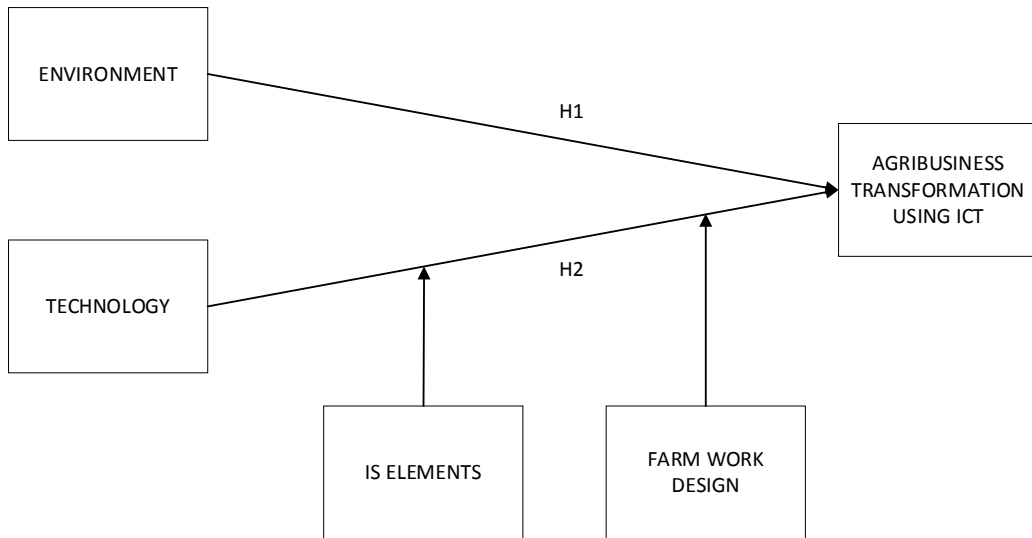 ENVIRONMENT
H1
AGRIBUSINESS
TRANSFORMATION
USING ICT
TECHNOLOGY
H2
IS ELEMENTS
FARM WORK
DESIGN